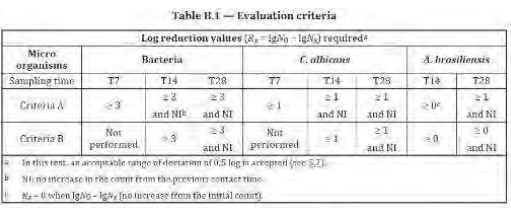 Table B.1 — Evaluation criteria
Log reduction values (Rx = lgN0 − lgNx) requireda
Micro organisms Bacteria C. albicans A. brasiliensis
Sampling time T7 T14 T28 T7 T14 T28 T14 T28
Criteria A ≥ 3 ≥ 3 and NIb ≥ 3 and NI ≥ 1 ≥ 1 and NI ≥ 1 and NI ≥ 0c ≥ 1 and NI
Criteria B Not performed ≥ 3 ≥ 3 and NI Not performed ≥ 1 ≥ 1 and NI ≥ 0 ≥ 0 and NI
a In this test, an acceptable range of deviation of 0,5 log is accepted (see 5.7).
b NI: no increase in the count from the previous contact time.
c Rx = 0 when lgN0 = lgNx (no increase from the initial count).